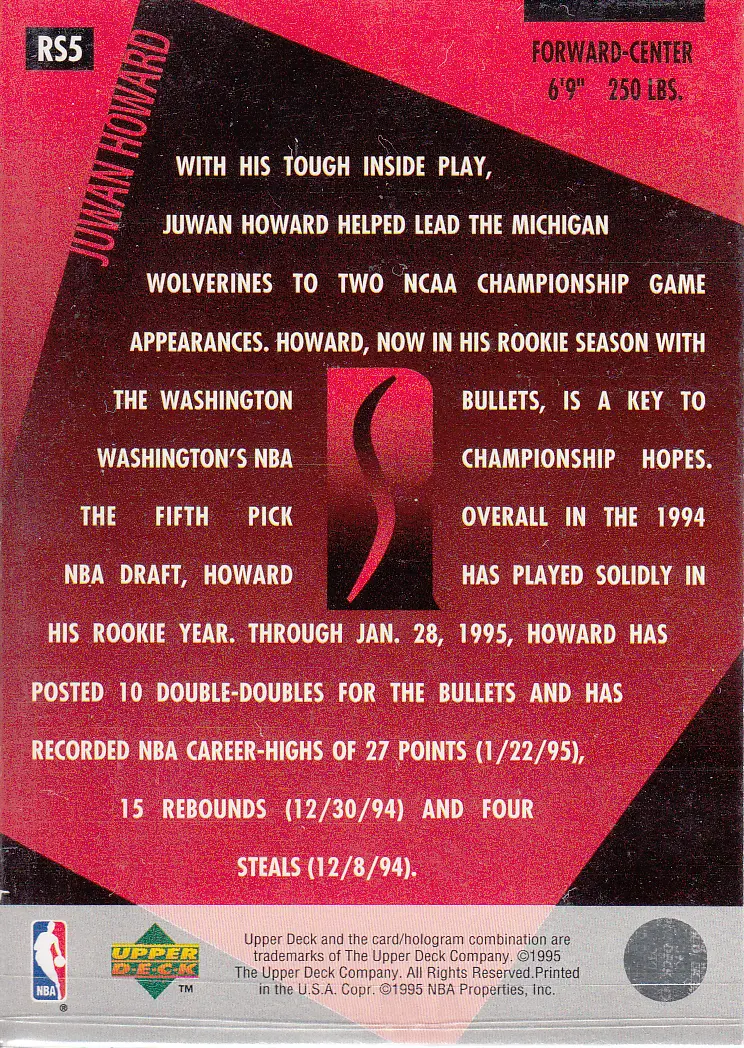 RS5
JUWAN HOWARD
FORWARD-CENTER
6'9" 250 LBS.
WITH HIS TOUGH INSIDE PLAY,
JUWAN HOWARD HELPED LEAD THE MICHIGAN
WOLVERINES TO TWO NCAA CHAMPIONSHIP GAME
APPEARANCES. HOWARD, NOW IN HIS ROOKIE SEASON WITH
THE WASHINGTON BULLETS, IS A KEY TO
WASHINGTON'S NBA CHAMPIONSHIP HOPES.
THE FIFTH PICK OVERALL IN THE 1994
NBA DRAFT, HOWARD HAS PLAYED SOLIDLY IN
HIS ROOKIE YEAR. THROUGH JAN. 28, 1995, HOWARD HAS
POSTED 10 DOUBLE-DOUBLES FOR THE BULLETS AND HAS
RECORDED NBA CAREER-HIGHS OF 27 POINTS (1/22/95),
15 REBOUNDS (12/30/94) AND FOUR
STEALS (12/8/94).
NBA
®
UPPER
DECK
™
Upper Deck and the card/hologram combination are
trademarks of The Upper Deck Company. ©1995
The Upper Deck Company. All Rights Reserved.Printed
in the U.S.A. Copr. ©1995 NBA Properties, Inc.